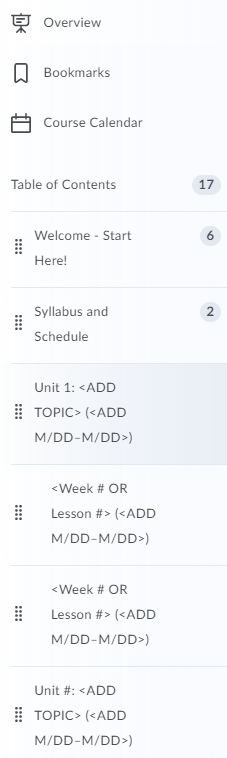 Overview
Bookmarks
Course Calendar
Table of Contents 17
Welcome - Start 6
Here!
Syllabus and 2
Schedule
Unit 1: <ADD
TOPIC> (<ADD
M/DD–M/DD>)
<Week # OR
Lesson #> (<ADD
M/DD–M/DD>)
<Week # OR
Lesson #> (<ADD
M/DD–M/DD>)
Unit #: <ADD
TOPIC> (<ADD
M/DD–M/DD>)